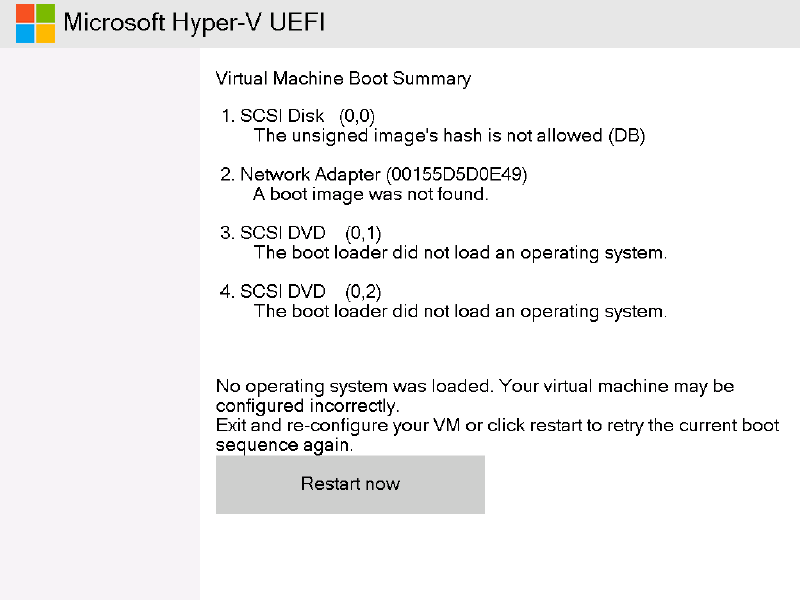 Microsoft Hyper-V UEFI
Virtual Machine Boot Summary
1. SCSI Disk (0,0)
The unsigned image's hash is not allowed (DB)
2. Network Adapter (00155D5D0E49)
A boot image was not found.
3. SCSI DVD (0,1)
The boot loader did not load an operating system.
4. SCSI DVD (0,2)
The boot loader did not load an operating system.
No operating system was loaded. Your virtual machine may be
configured incorrectly.
Exit and re-configure your VM or click restart to retry the current boot
sequence again.
Restart now